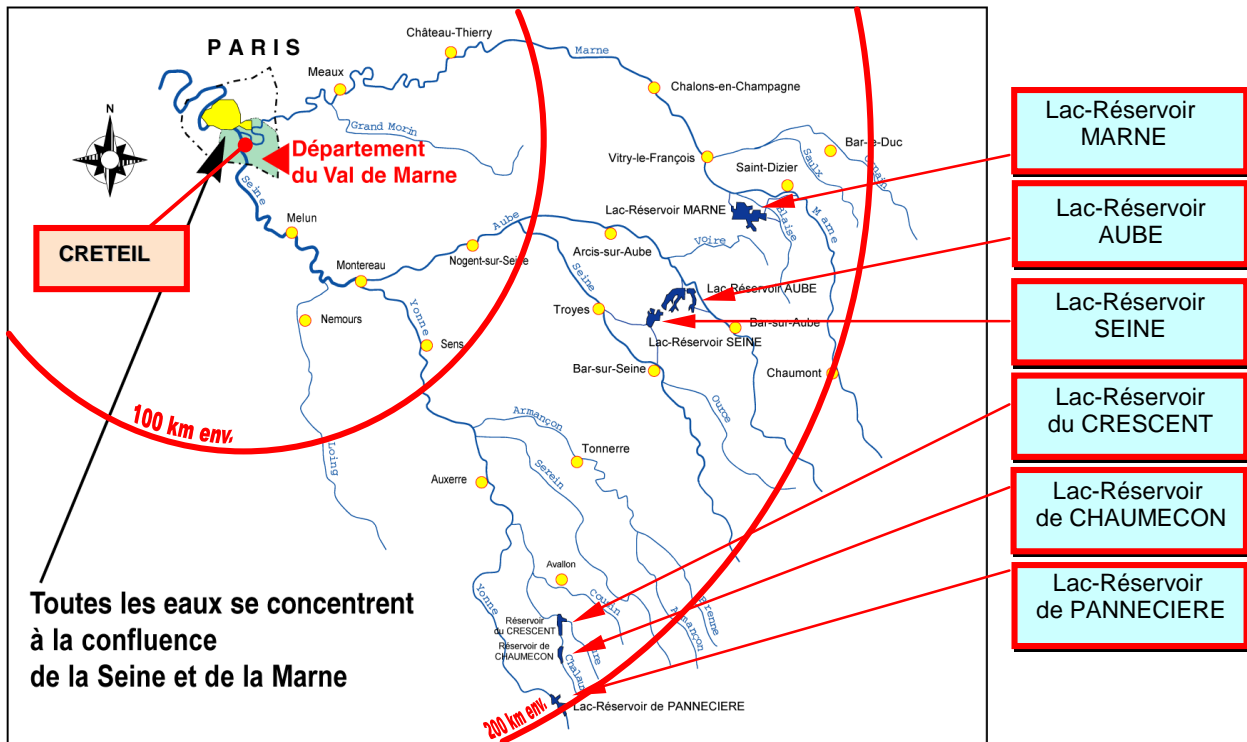 PARIS
N
Département
du Val de Marne
CRETEIL
Château-Thierry
Marne
Meaux
Grand Morin
Chalons-en-Champagne
Vitry-le-François
Bar-le-Duc
Saulx
Saint-Dizier
Lac-Réservoir MARNE
Marne
Voire
Seine
Melun
Aube
Nogent-sur-Seine
Arcis-sur-Aube
Montereau
Seine
Lac-Réservoir AUBE
Troyes
Bar-sur-Aube
Lac-Réservoir SEINE
Nemours
Yonne
Sens
Bar-sur-Seine
Chaumont
Ource
100 km env.
Loing
Armançon
Tonnerre
Serein
Auxerre
Avallon
Cousin
Yonne
Réservoir
du CRESCENT
Réservoir de
CHAUMECON
Armançon
Lac-Réservoir de PANNECIERE
200 km env.
Toutes les eaux se concentrent
à la confluence
de la Seine et de la Marne
Lac-Réservoir
MARNE
Lac-Réservoir
AUBE
Lac-Réservoir
SEINE
Lac-Réservoir
du CRESCENT
Lac-Réservoir
de CHAUMECON
Lac-Réservoir
de PANNECIERE